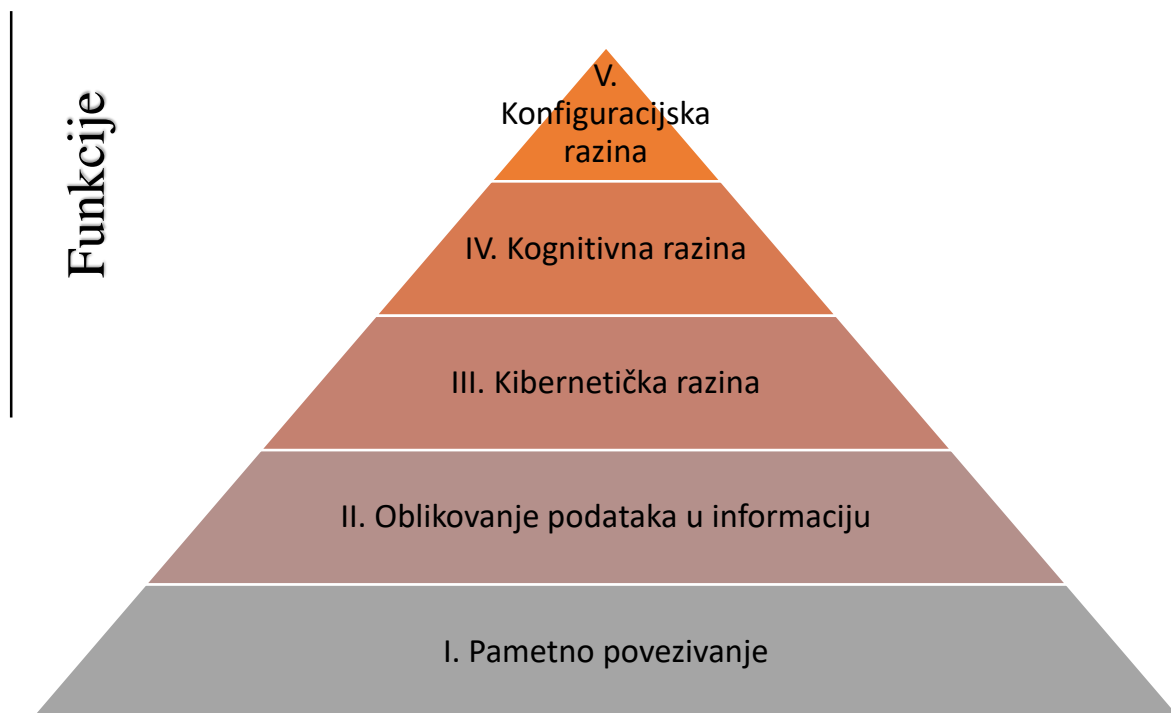 Funkcije
V.
Konfiguracijska
razina
IV. Kognitivna razina
III. Kibernetička razina
II. Oblikovanje podataka u informaciju
I. Pametno povezivanje